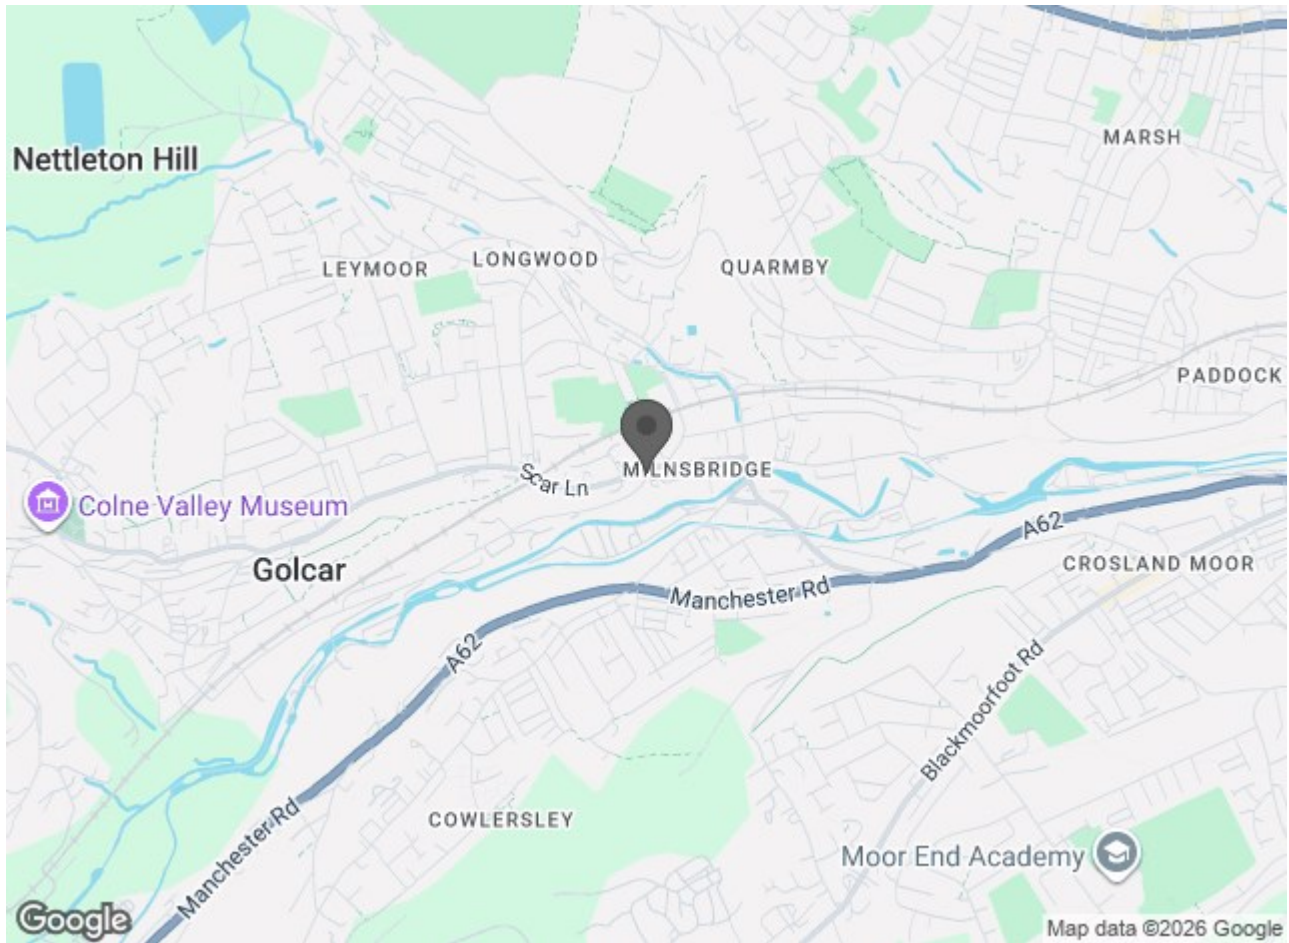 MARSH
Nettleton Hill
LONGWOOD
LEYMOOR
QUARMBY
PADDOCK
MILNSBRIDGE
Scar Ln
Colne Valley Museum
A62
Golcar
CROSLAND MOOR
Manchester Rd
A62
Blackmoorfoot Rd
COWLERSLEY
Manchester Rd
Moor End Academy
Google
Map data ©2026 Google